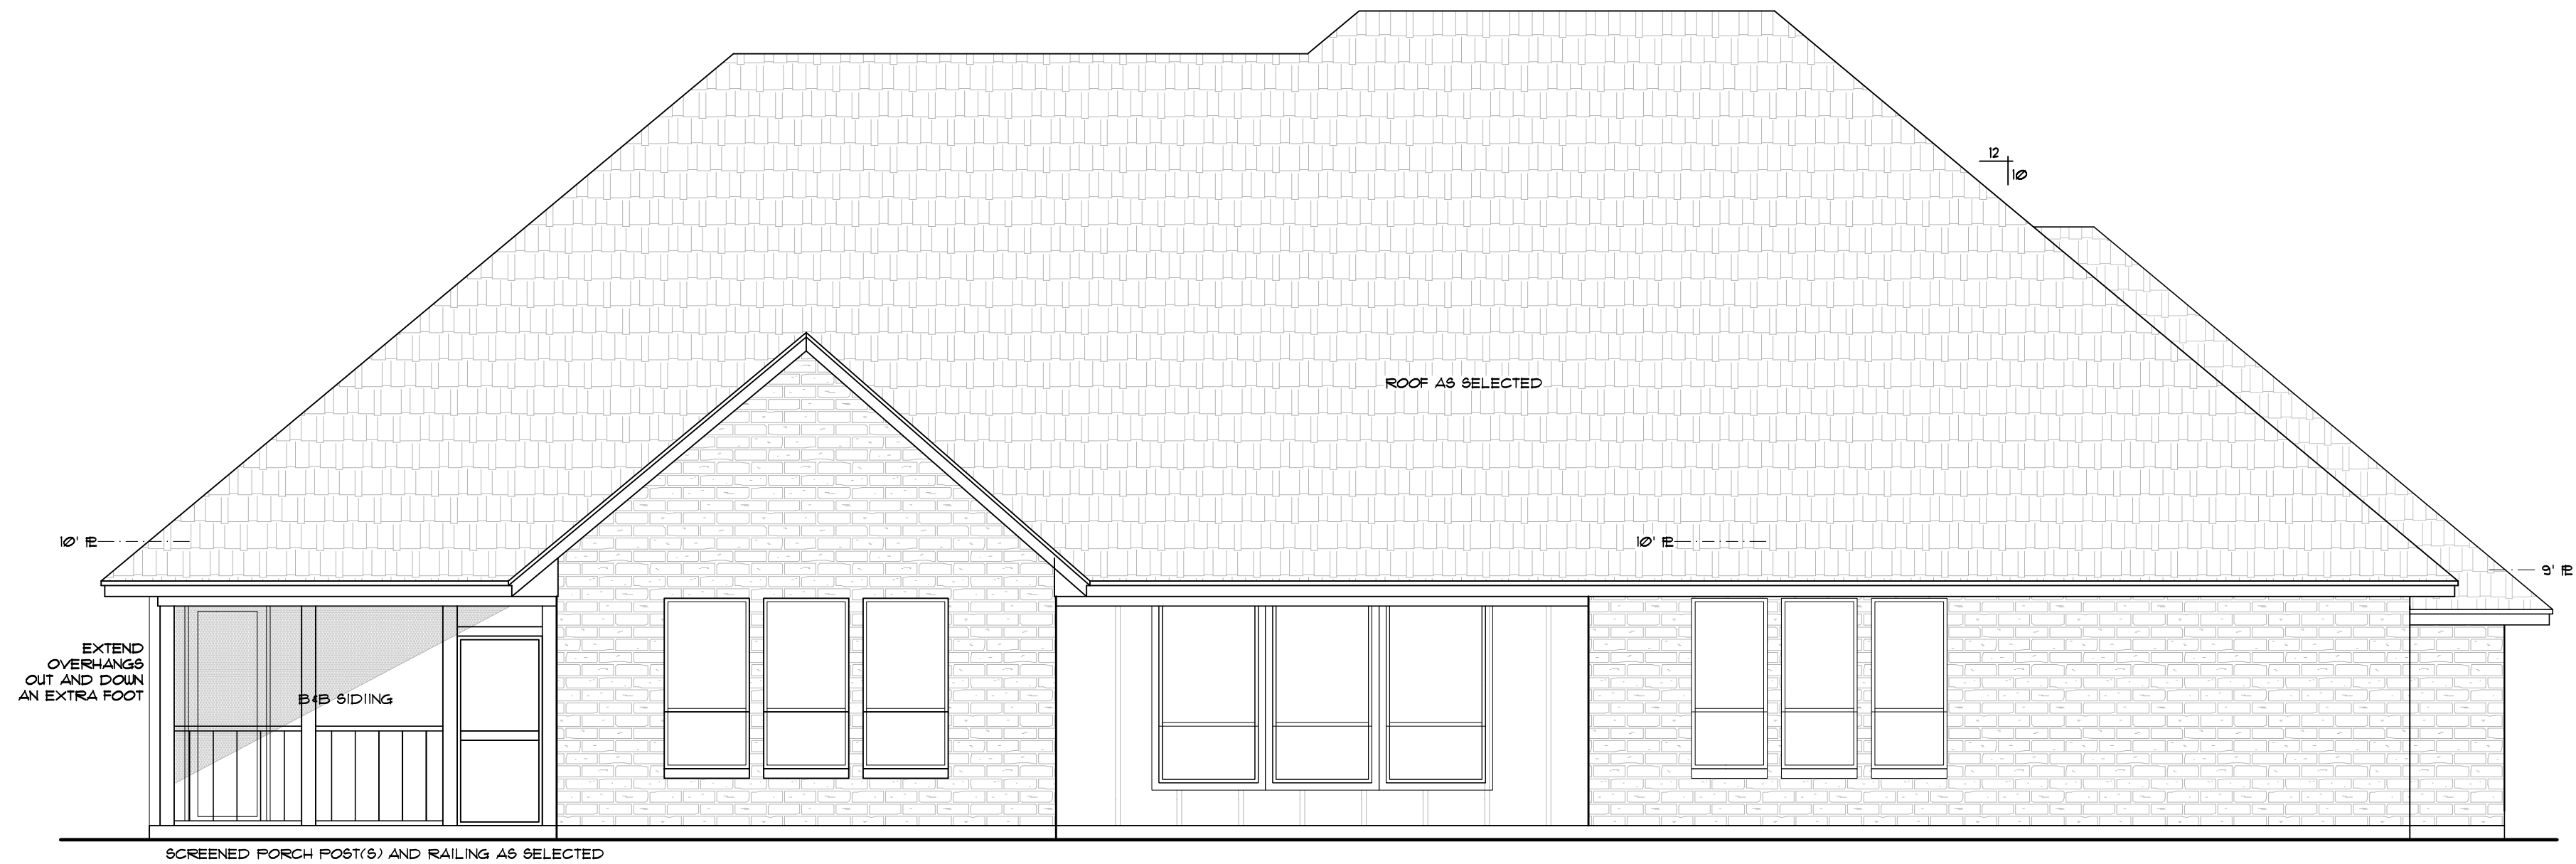 12
10
ROOF AS SELECTED
10' PL
10' PL
9' PL
EXTEND
OVERHANGS
OUT AND DOWN
AN EXTRA FOOT
B&B SIDIING
SCREENED PORCH POST(S) AND RAILING AS SELECTED